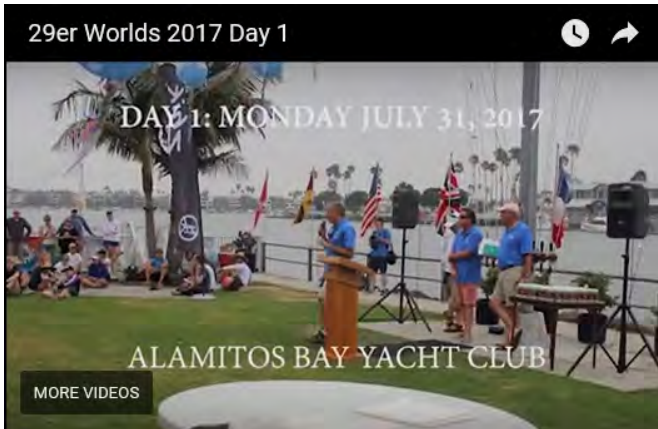 29er Worlds 2017 Day 1
DAY 1: MONDAY JULY 31, 2017
ALAMITOS BAY YACHT CLUB
MORE VIDEOS